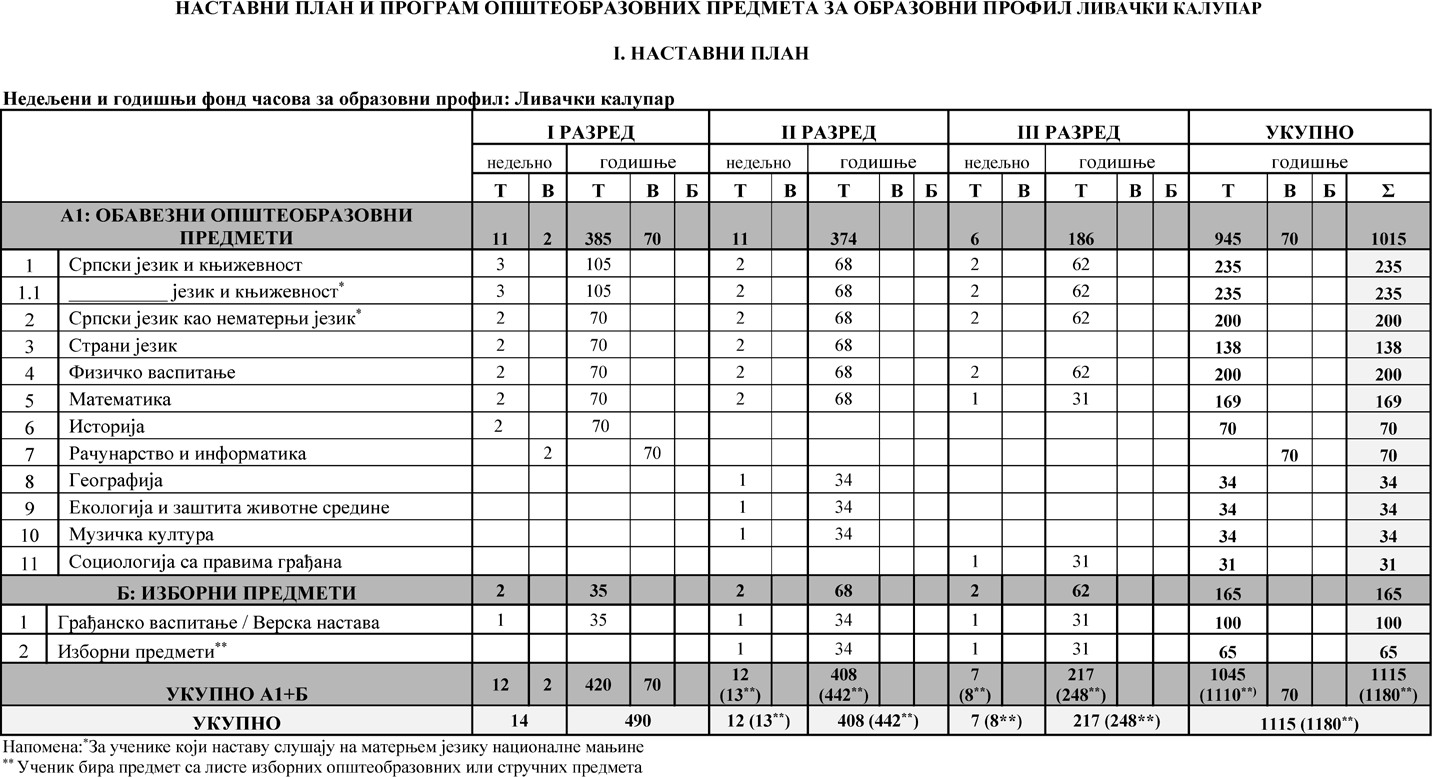 НАСТАВНИ ПЛАН И ПРОГРАМ ОПШТЕОБРАЗОВНИХ ПРЕДМЕТА ЗА ОБРАЗОВНИ ПРОФИЛ ЛИВАЧКИ КАЛУПАР
I. НАСТАВНИ ПЛАН
Недељени и годишњи фонд часова за образовни профил: Ливачки калупар
I РАЗРЕД II РАЗРЕД III РАЗРЕД УКУПНО
недељно годишње недељно годишње недељно годишње годишње
Т В Т В Б Т В Т В Б Т В Т В Б Т В Б Σ
А1: ОБАВЕЗНИ ОПШТЕОБРАЗОВНИ
ПРЕДМЕТИ 11 2 385 70 11 374 6 186 945 70 1015
1 Српски језик и књижевност 3 105 2 68 2 62 235 235
1.1 ___________ језик и књижевност* 3 105 2 68 2 62 235 235
2 Српски језик као нематерњи језик* 2 70 2 68 2 62 200 200
3 Страни језик 2 70 2 68 138 138
4 Физичко васпитање 2 70 2 68 2 62 200 200
5 Математика 2 70 2 68 1 31 169 169
6 Историја 2 70 70 70
7 Рачунарство и информатика 2 70 70 70
8 Географија 1 34 34 34
9 Екологија и заштита животне средине 1 34 34 34
10 Музичка култура 1 34 34 34
11 Социологија са правима грађана 1 31 31 31
Б: ИЗБОРНИ ПРЕДМЕТИ 2 35 2 68 2 62 165 165
1 Грађанско васпитање / Верска настава 1 35 1 34 1 31 100 100
2 Изборни предмети** 1 34 1 31 65 65
УКУПНО А1+Б 12 2 420 70 12 (13**) 408 (442**) 7 (8**) 217 (248**) 1045 (1110**) 70 1115 (1180**)
УКУПНО 14 490 12 (13**) 408 (442**) 7 (8**) 217 (248**) 1115 (1180**)
Напомена:*За ученике који наставу слушају на матерњем језику националне мањине
** Ученик бира предмет са листе изборних општеобразовних или стручних предмета